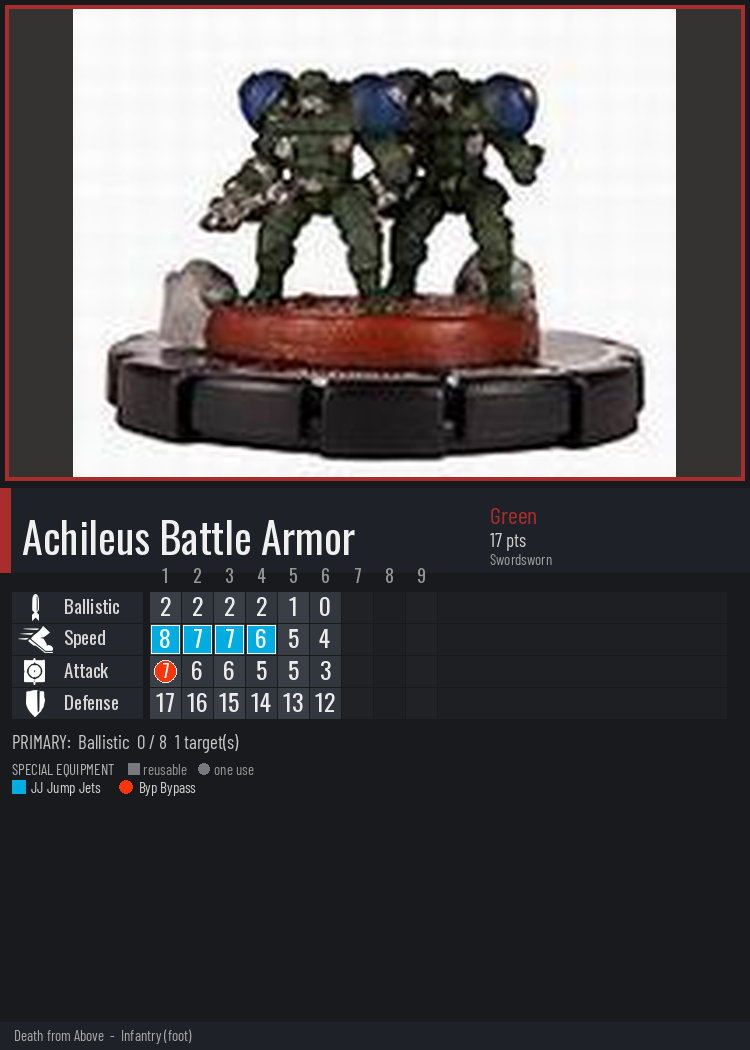 Achileus Battle Armor
Green
17 pts
Swordsworn
1 2 3 4 5 6 7 8 9
Ballistic 2 2 2 2 1 0
Speed 8 7 7 6 5 4
Attack 7 6 6 5 5 3
Defense 17 16 15 14 13 12
PRIMARY: Ballistic 0 / 8 1 target(s)
SPECIAL EQUIPMENT reusable one use
JJ Jump Jets Byp Bypass
Death from Above - Infantry (foot)